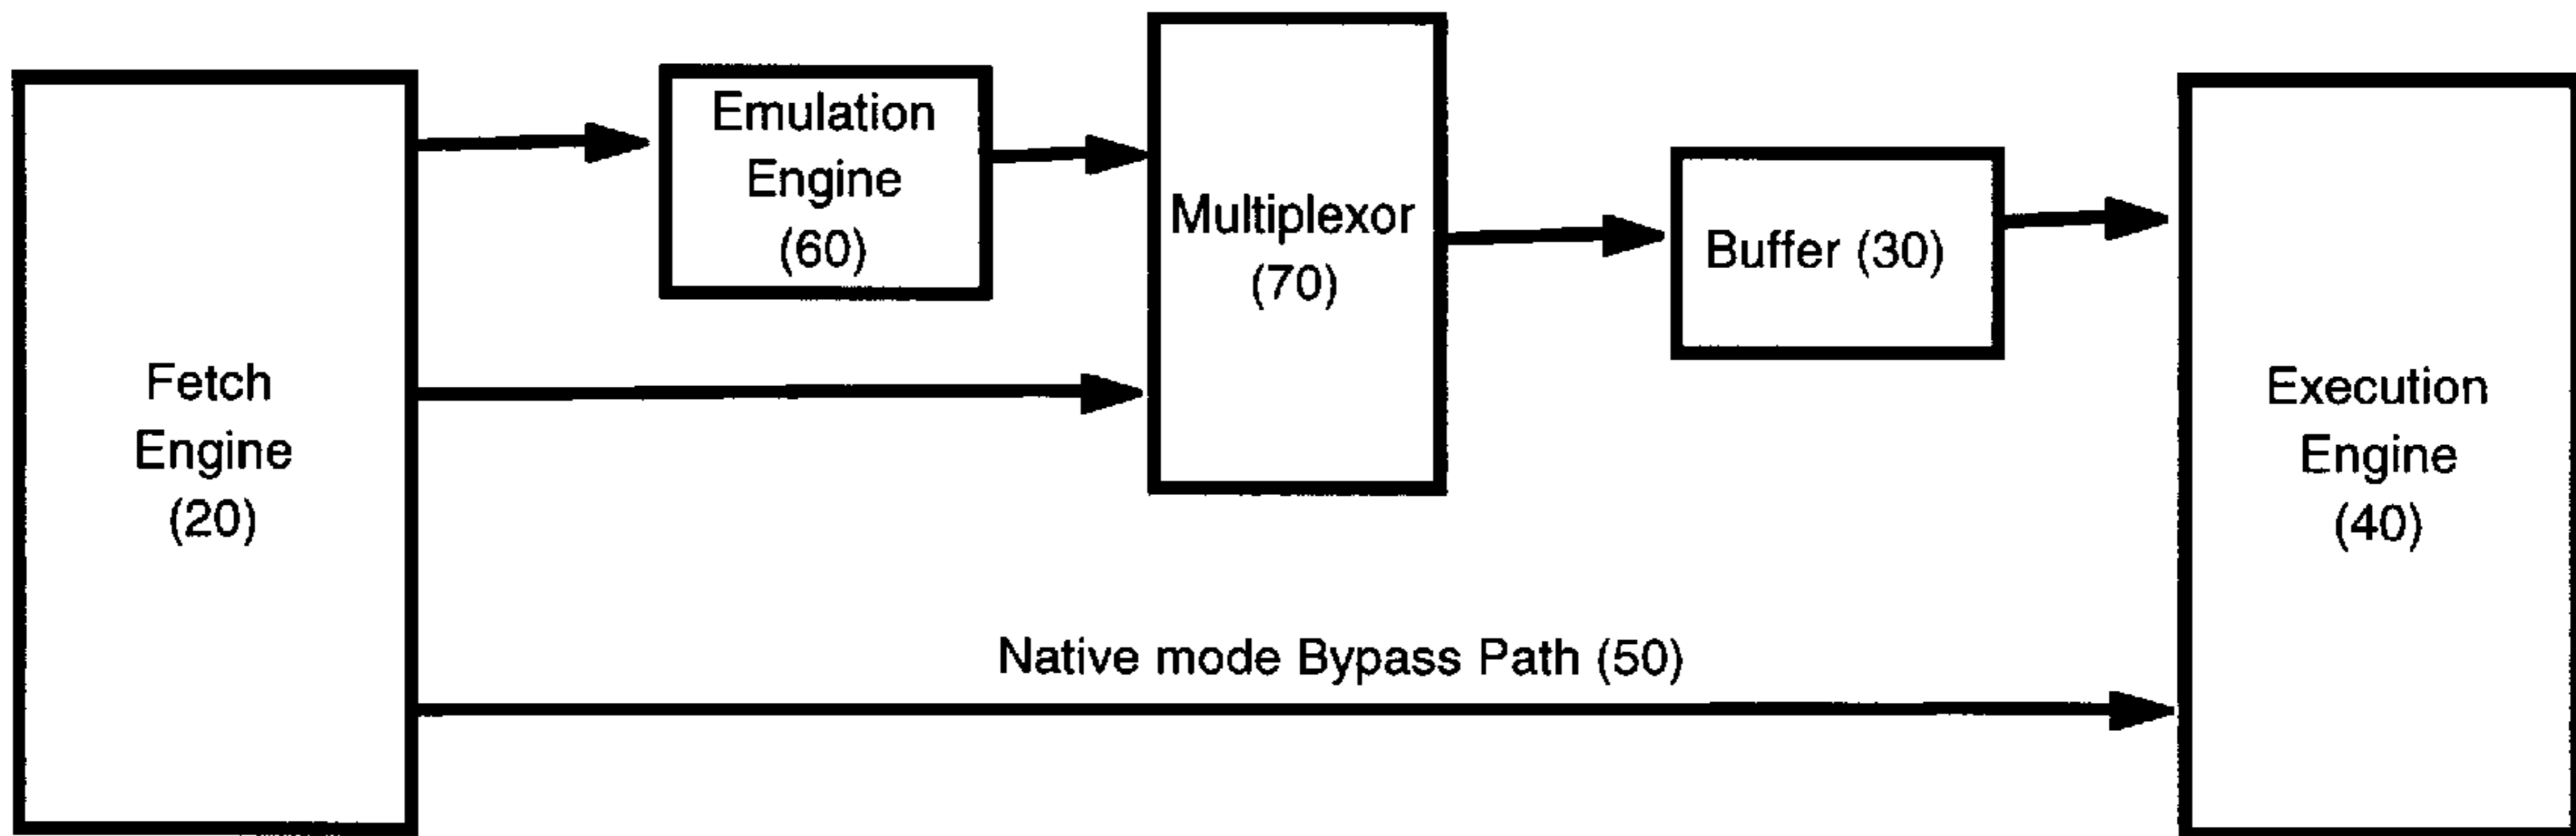 Fetch
Engine
(20)
Emulation
Engine
(60)
Multiplexor
(70)
Buffer (30)
Execution
Engine
(40)
Native mode Bypass Path (50)